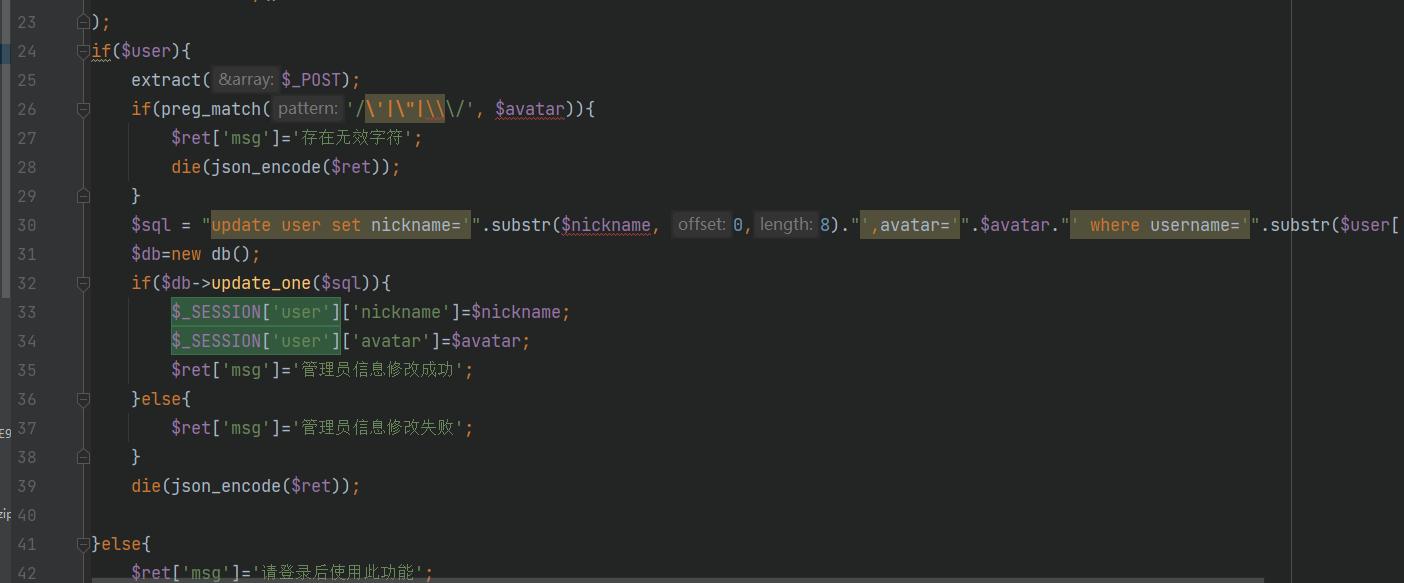 23 );
24 if($user){
25 extract( &array: $_POST);
26 if(preg_match( pattern: '/\'|\"|\\\/', $avatar)){
27 $ret['msg']='存在无效字符';
28 die(json_encode($ret));
29 }
30 $sql = "update user set nickname='".substr($nickname, offset: 0, length: 8)."',avatar='".$avatar."' where username='".substr($user[
31 $db=new db();
32 if($db->update_one($sql)){
33 $_SESSION['user']['nickname']=$nickname;
34 $_SESSION['user']['avatar']=$avatar;
35 $ret['msg']='管理员信息修改成功';
36 }else{
37 $ret['msg']='管理员信息修改失败';
38 }
39 die(json_encode($ret));
40
41 }else{
42 $ret['msg']='请登录后使用此功能';
E9
zip